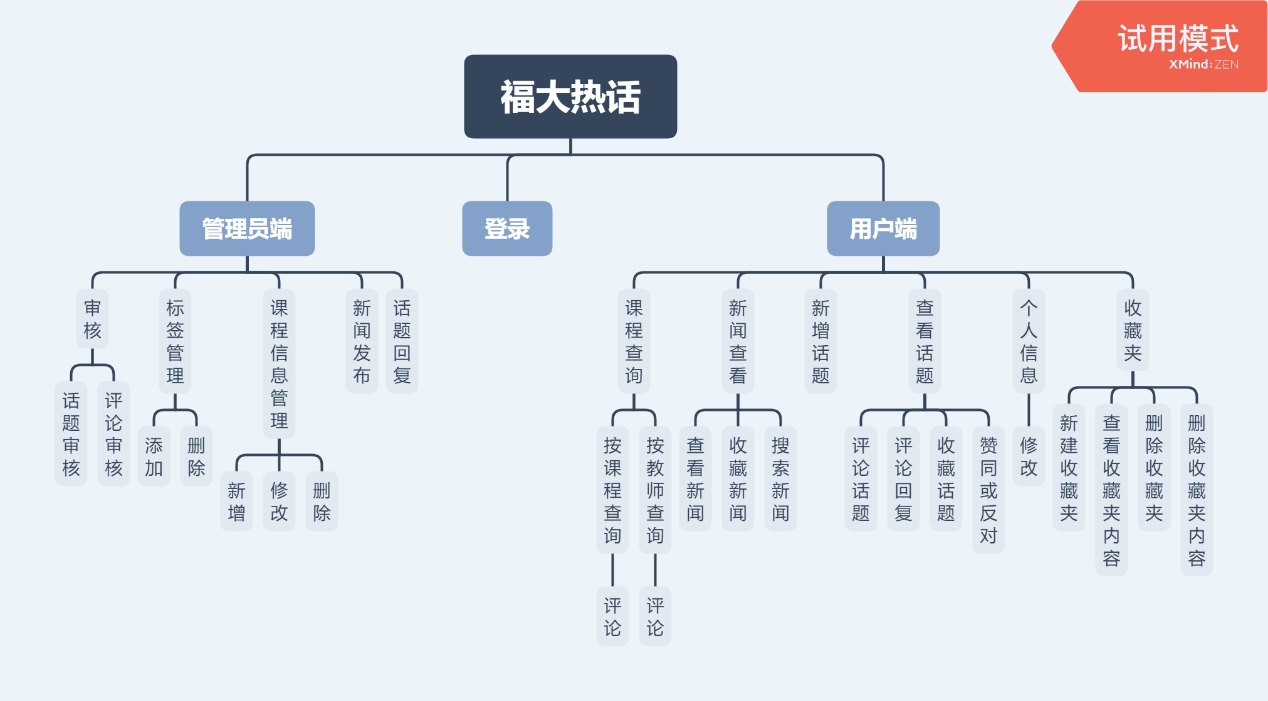 试用模式
XMind:ZEN
福大热话
管理员端
登录
用户端
审核
标签管理
课程信息管理
新闻发布
话题回复
课程查询
新闻查看
新增话题
查看话题
个人信息
收藏夹
话题审核
评论审核
添加
删除
新增
修改
删除
按课程查询
按教师查询
查看新闻
收藏新闻
搜索新闻
评论话题
评论回复
收藏话题
赞同或反对
修改
新建收藏夹
查看收藏夹内容
删除收藏夹
删除收藏夹内容
评论
评论